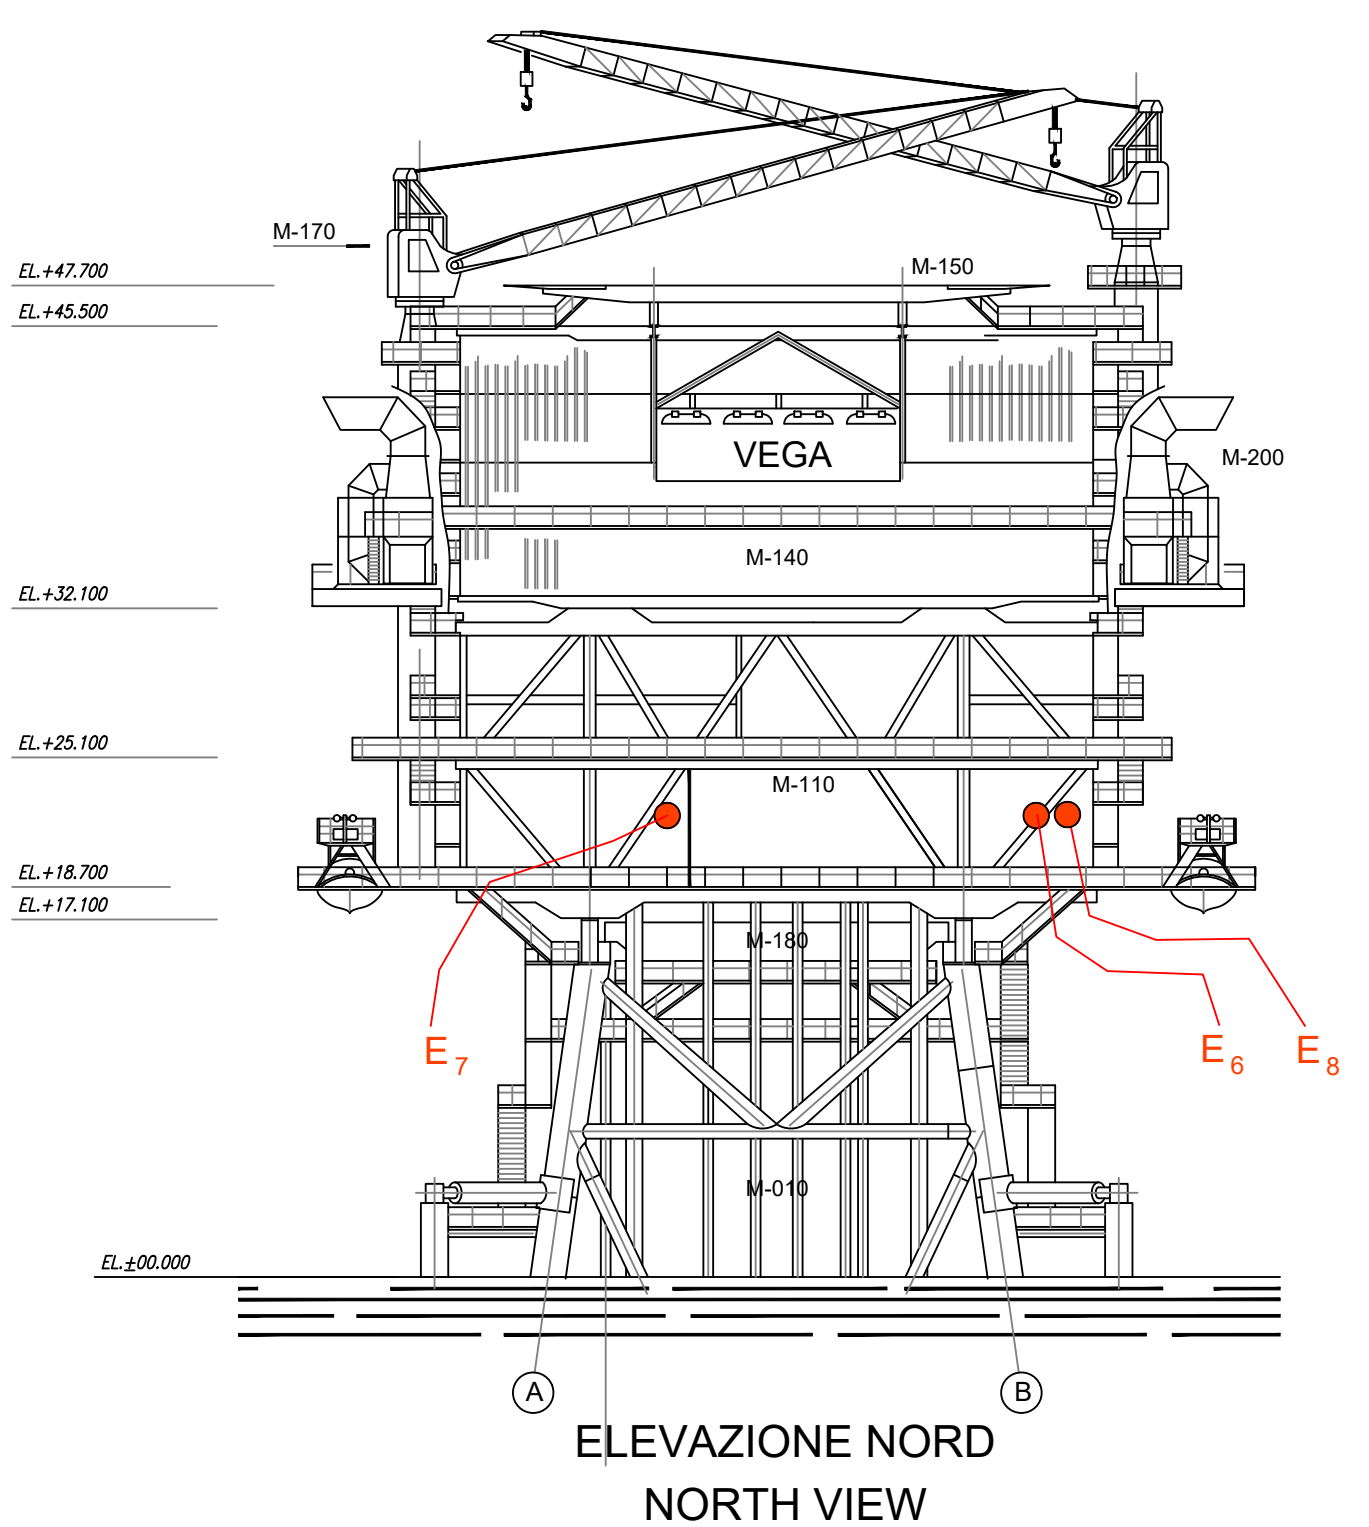 M-170
EL.+47.700
M-150
EL.+45.500
VEGA
M-200
M-140
EL.+32.100
EL.+25.100
M-110
EL.+18.700
EL.+17.100
M-180
E 7
E 6
E 8
M-010
EL.±00.000
A
B
ELEVAZIONE NORD
NORTH VIEW